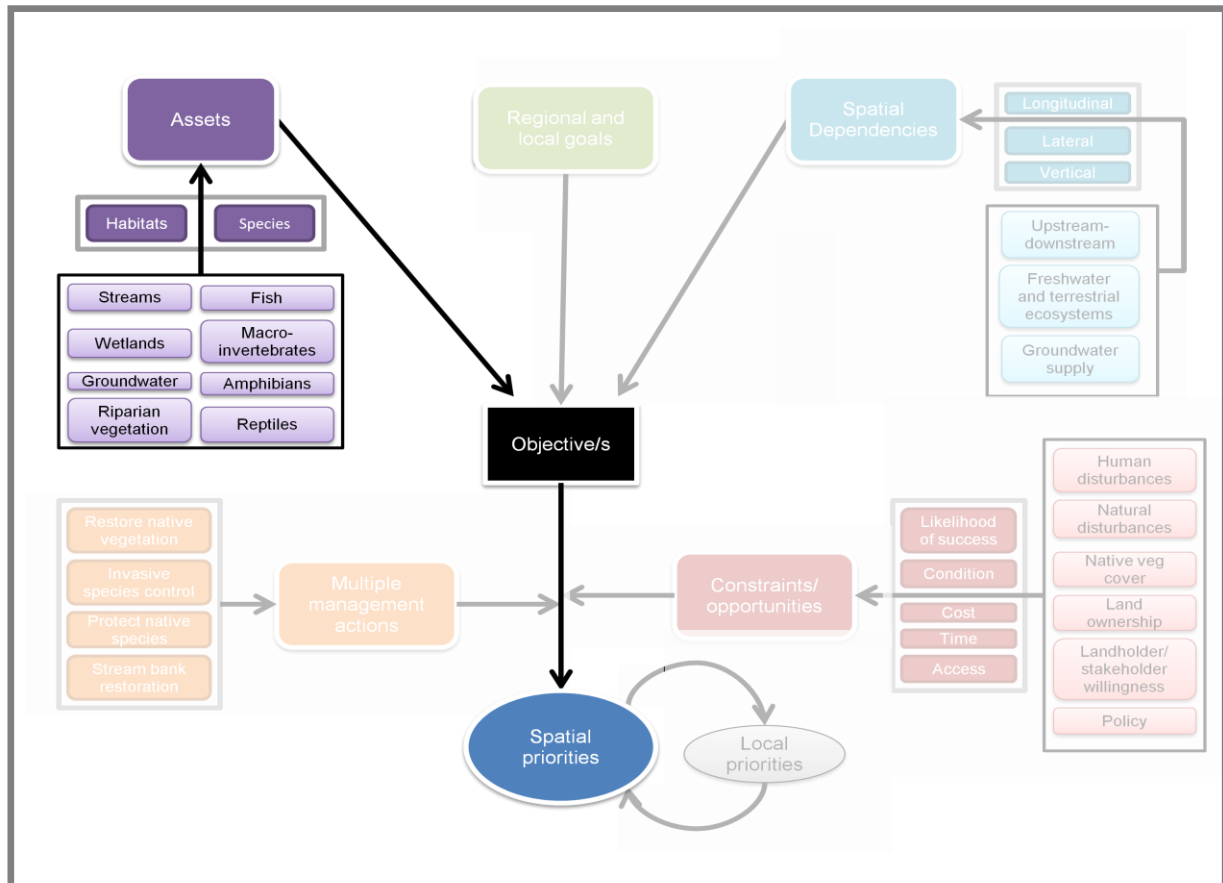 Assets
Regional and
local goals
Spatial
Dependencies
Longitudinal
Lateral
Vertical
Habitats
Species
Upstream-
downstream
Freshwater
and terrestrial
ecosystems
Groundwater
supply
Streams
Fish
Wetlands
Macro-
invertebrates
Groundwater
Amphibians
Riparian
vegetation
Reptiles
Objective/s
Restore native
vegetation
Invasive
species control
Protect native
species
Stream bank
restoration
Multiple
management
actions
Constraints/
opportunities
Likelihood
of success
Condition
Cost
Time
Access
Human
disturbances
Natural
disturbances
Native veg
cover
Land
ownership
Landholder/
stakeholder
willingness
Policy
Spatial
priorities
Local
priorities